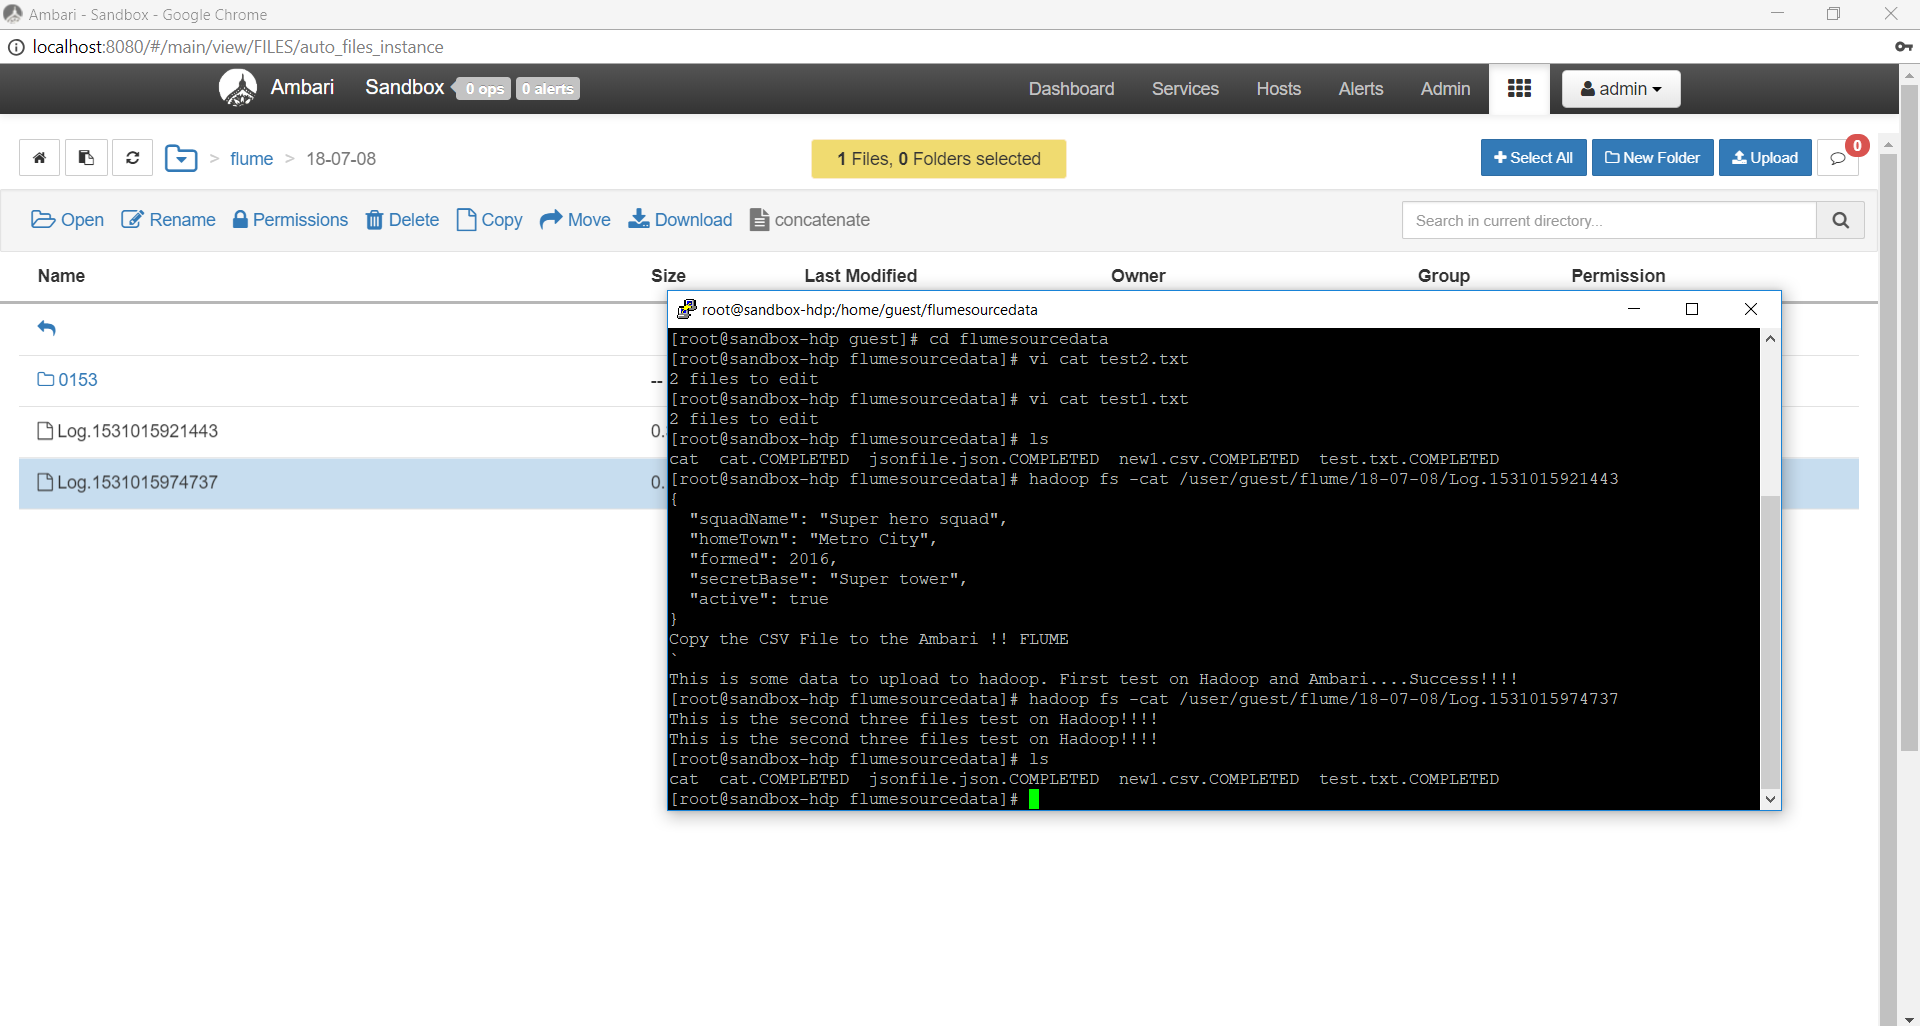 Ambari - Sandbox - Google Chrome
localhost:8080/#/main/view/FILES/auto_files_instance
Ambari Sandbox 0 ops 0 alerts Dashboard Services Hosts Alerts Admin admin
> flume > 18-07-08 1 Files, 0 Folders selected Select All New Folder Upload 0
Open Rename Permissions Delete Copy Move Download concatenate Search in current directory...
Name Size Last Modified Owner Group Permission
0153 --
Log.1531015921443 0.
Log.1531015974737 0.
root@sandbox-hdp:/home/guest/flumesourcedata
[root@sandbox-hdp guest]# cd flumesourcedata
[root@sandbox-hdp flumesourcedata]# vi cat test2.txt
2 files to edit
[root@sandbox-hdp flumesourcedata]# vi cat test1.txt
2 files to edit
[root@sandbox-hdp flumesourcedata]# ls
cat cat.COMPLETED jsonfile.json.COMPLETED new1.csv.COMPLETED test.txt.COMPLETED
[root@sandbox-hdp flumesourcedata]# hadoop fs -cat /user/guest/flume/18-07-08/Log.1531015921443
{
"squadName": "Super hero squad",
"homeTown": "Metro City",
"formed": 2016,
"secretBase": "Super tower",
"active": true
}
Copy the CSV File to the Ambari !! FLUME
`
This is some data to upload to hadoop. First test on Hadoop and Ambari....Success!!!!
[root@sandbox-hdp flumesourcedata]# hadoop fs -cat /user/guest/flume/18-07-08/Log.1531015974737
This is the second three files test on Hadoop!!!!
This is the second three files test on Hadoop!!!!
[root@sandbox-hdp flumesourcedata]# ls
cat cat.COMPLETED jsonfile.json.COMPLETED new1.csv.COMPLETED test.txt.COMPLETED
[root@sandbox-hdp flumesourcedata]#